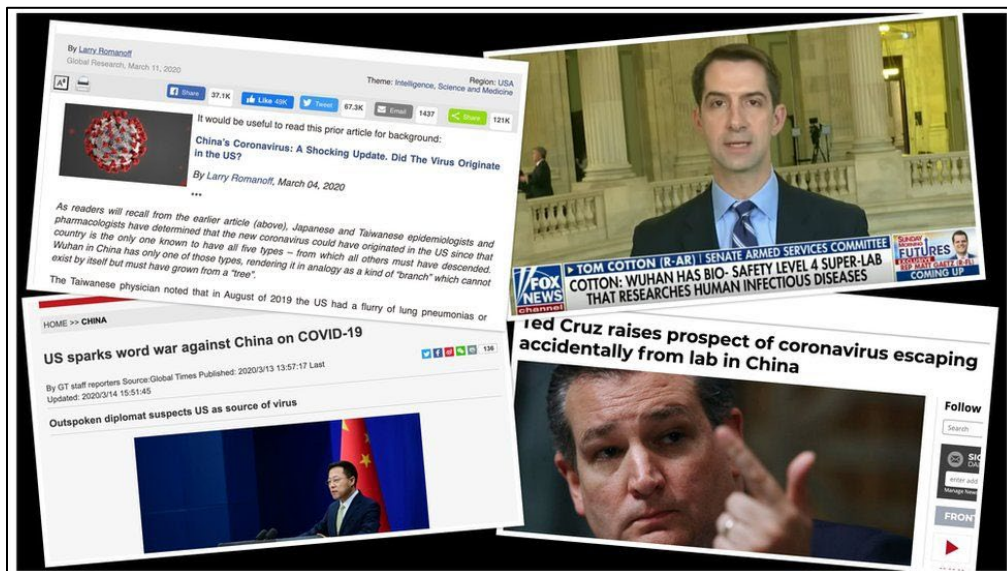 By Larry Romanoff
Global Research, March 11, 2020
Region: USA
Theme: Intelligence, Science and Medicine
Share 37.1K Like 49K Tweet 67.3K Email 1437 Share 121K
It would be useful to read this prior article for background:
China's Coronavirus: A Shocking Update. Did The Virus Originate
in the US?
By Larry Romanoff, March 04, 2020
***
As readers will recall from the earlier article (above), Japanese and Taiwanese epidemiologists and
pharmacologists have determined that the new coronavirus could have originated in the US since that
country is the only one known to have all five types – from which all others must have descended.
Wuhan in China has only one of those types, rendering it in analogy as a kind of "branch" which cannot
exist by itself but must have grown from a "tree".
The Taiwanese physician noted that in August of 2019 the US had a flurry of lung pneumonias or
FOX
NEWS
channel
TOM COTTON (R-AR) | SENATE ARMED SERVICES COMMITTEE
COTTON: WUHAN HAS BIO- SAFETY LEVEL 4 SUPER-LAB
THAT RESEARCHES HUMAN INFECTIOUS DISEASES
SUNDAY
MORNING
FUTURES
REP MATT GAETZ (R-FL)
COMING UP
HOME >> CHINA
US sparks word war against China on COVID-19
By GT staff reporters Source:Global Times Published: 2020/3/13 13:57:17 Last
Updated: 2020/3/14 15:51:45
136
Outspoken diplomat suspects US as source of virus
Ted Cruz raises prospect of coronavirus escaping
accidentally from lab in China
Follow
Search
enter add
Manage New
FRONT